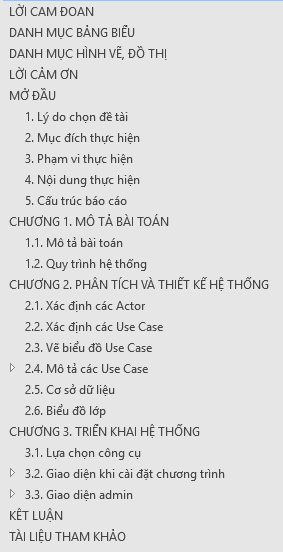 LỜI CAM ĐOAN
DANH MỤC BẢNG BIỂU
DANH MỤC HÌNH VẼ, ĐỒ THỊ
LỜI CẢM ƠN
MỞ ĐẦU
1. Lý do chọn đề tài
2. Mục đích thực hiện
3. Phạm vi thực hiện
4. Nội dung thực hiện
5. Cấu trúc báo cáo
CHƯƠNG 1. MÔ TẢ BÀI TOÁN
1.1. Mô tả bài toán
1.2. Quy trình hệ thống
CHƯƠNG 2. PHÂN TÍCH VÀ THIẾT KẾ HỆ THỐNG
2.1. Xác định các Actor
2.2. Xác định các Use Case
2.3. Vẽ biểu đồ Use Case
2.4. Mô tả các Use Case
2.5. Cơ sở dữ liệu
2.6. Biểu đồ lớp
CHƯƠNG 3. TRIỂN KHAI HỆ THỐNG
3.1. Lựa chọn công cụ
3.2. Giao diện khi cài đặt chương trình
3.3. Giao diện admin
KẾT LUẬN
TÀI LIỆU THAM KHẢO